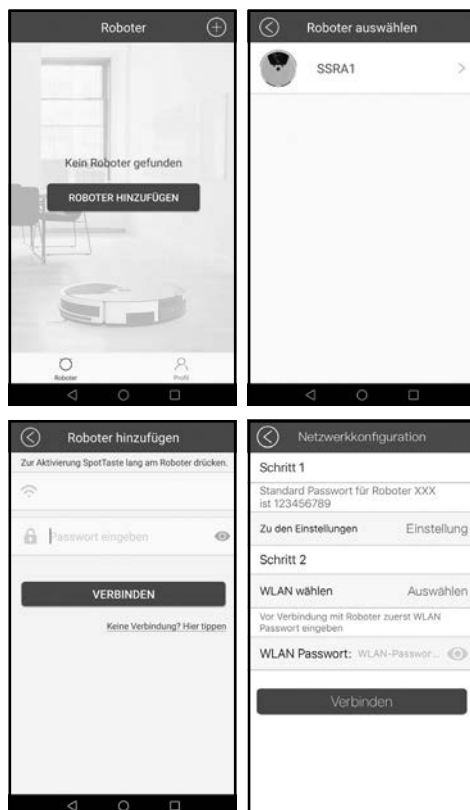 Roboter
Kein Roboter gefunden
ROBOTER HINZUFÜGEN
Roboter
Profil
Roboter auswählen
SSRA1
Roboter hinzufügen
Zur Aktivierung SpotTaste lang am Roboter drücken.
Passwort eingeben
VERBINDEN
Keine Verbindung? Hier tippen
Netzwerkkonfiguration
Schritt 1
Standard Passwort für Roboter XXX
ist 123456789
Zu den Einstellungen Einstellung
Schritt 2
WLAN wählen Auswählen
Vor Verbindung mit Roboter zuerst WLAN
Passwort eingeben
WLAN Passwort: WLAN-Passwor...
Verbinden